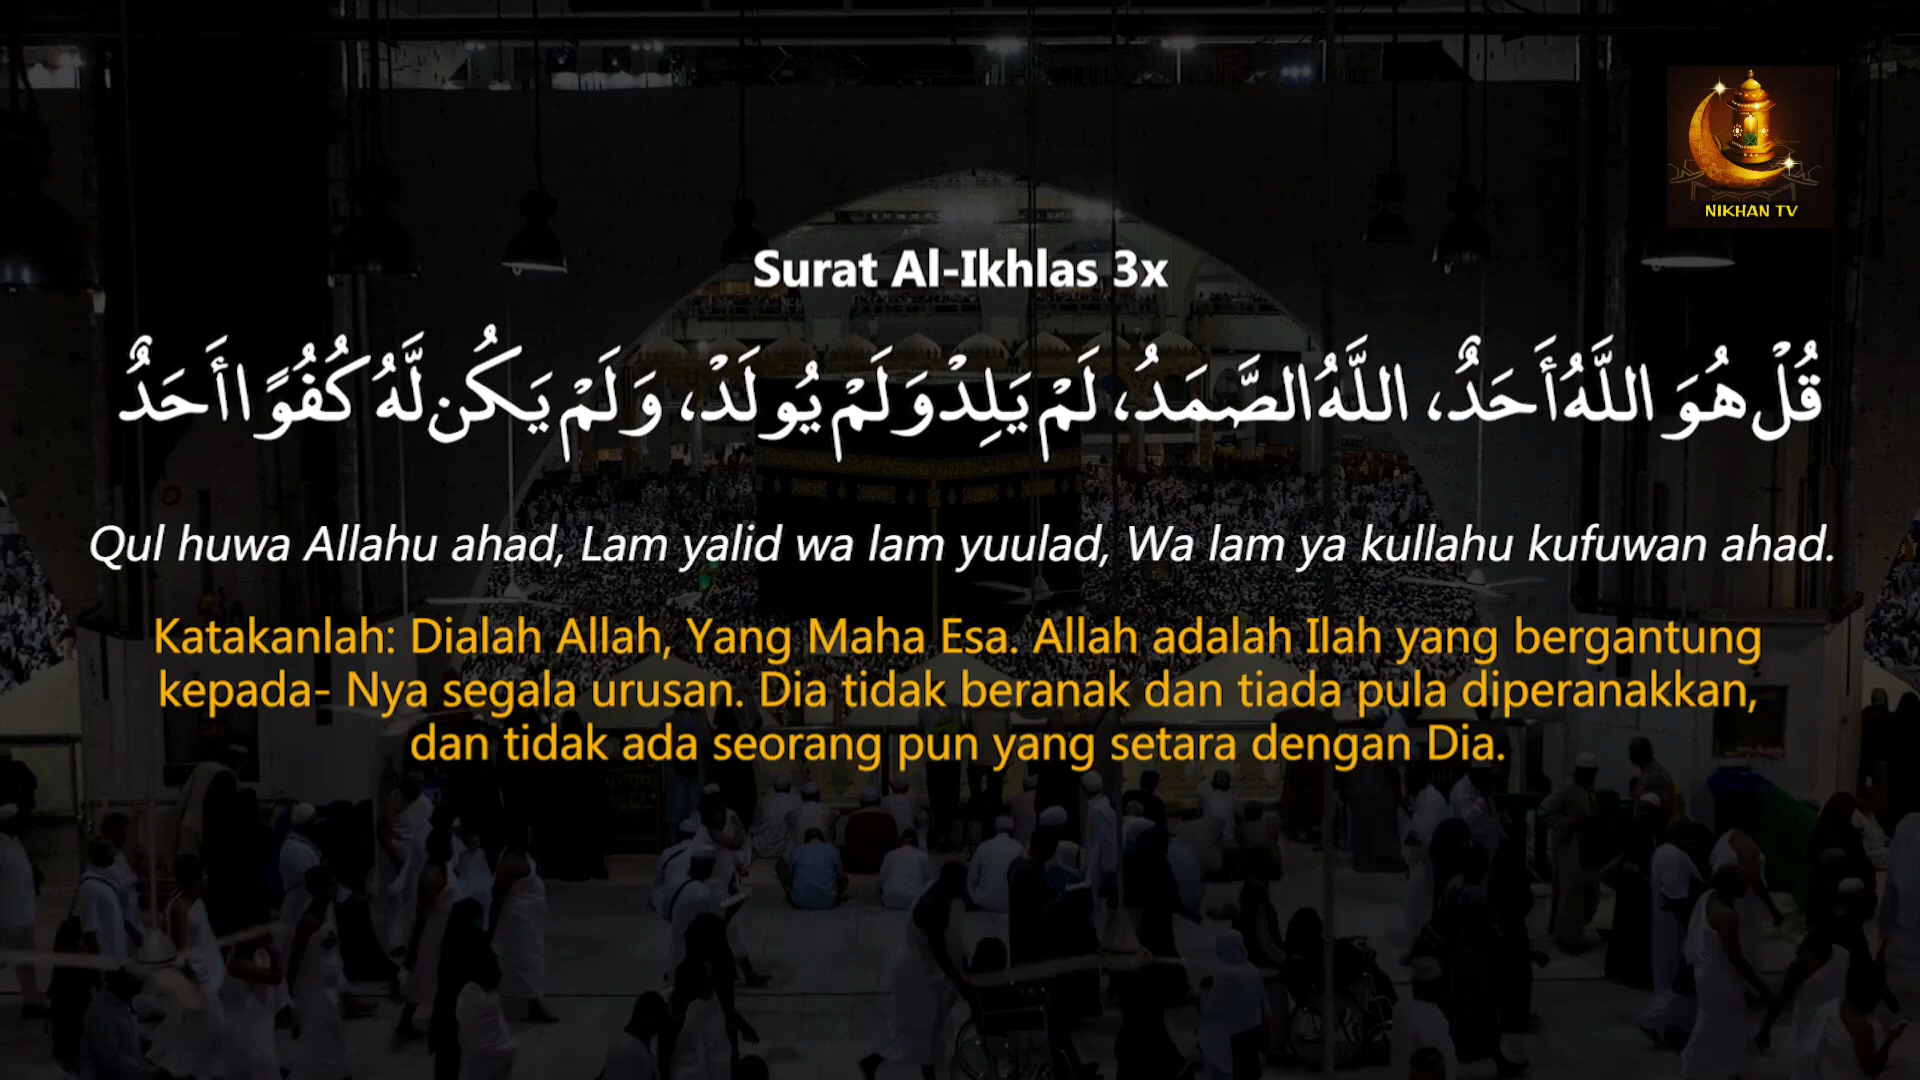 NIKHAN TV
Surat Al-Ikhlas 3x
قُلْ هُوَ اللَّهُ أَحَدٌ، اللَّهُ الصَّمَدُ، لَمْ يَلِدْ وَلَمْ يُولَدْ، وَلَمْ يَكُن لَّهُ كُفُوًا أَحَدٌ
Qul huwa Allahu ahad, Lam yalid wa lam yuulad, Wa lam ya kullahu kufuwan ahad.
Katakanlah: Dialah Allah, Yang Maha Esa. Allah adalah Ilah yang bergantung
kepada- Nya segala urusan. Dia tidak beranak dan tiada pula diperanakkan,
dan tidak ada seorang pun yang setara dengan Dia.